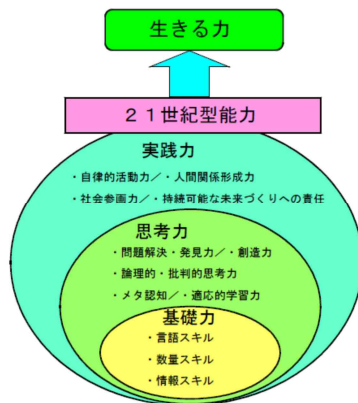 生きる力
２１世紀型能力
実践力
・自律的活動力／・人間関係形成力
・社会参画力／・持続可能な未来づくりへの責任
思考力
・問題解決・発見力／・創造力
・論理的・批判的思考力
・メタ認知／・適応的学習力
基礎力
・言語スキル
・数量スキル
・情報スキル